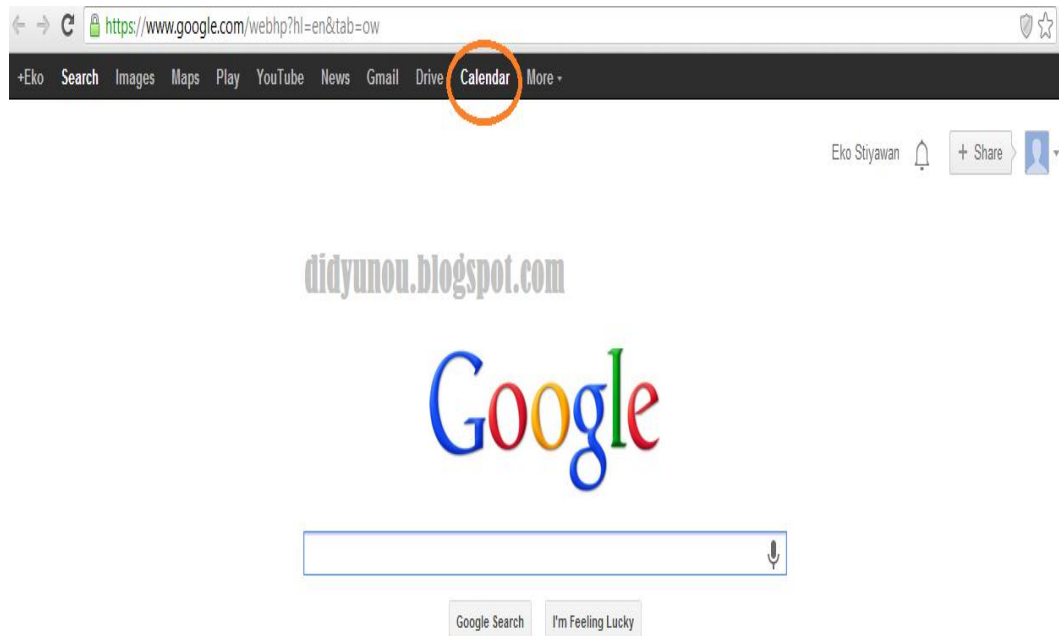 https://www.google.com/webhp?hl=en&tab=ow
+Eko Search Images Maps Play YouTube News Gmail Drive Calendar More
Eko Stiyawan + Share
didyunou.blogspot.com
Google
Google Search I'm Feeling Lucky